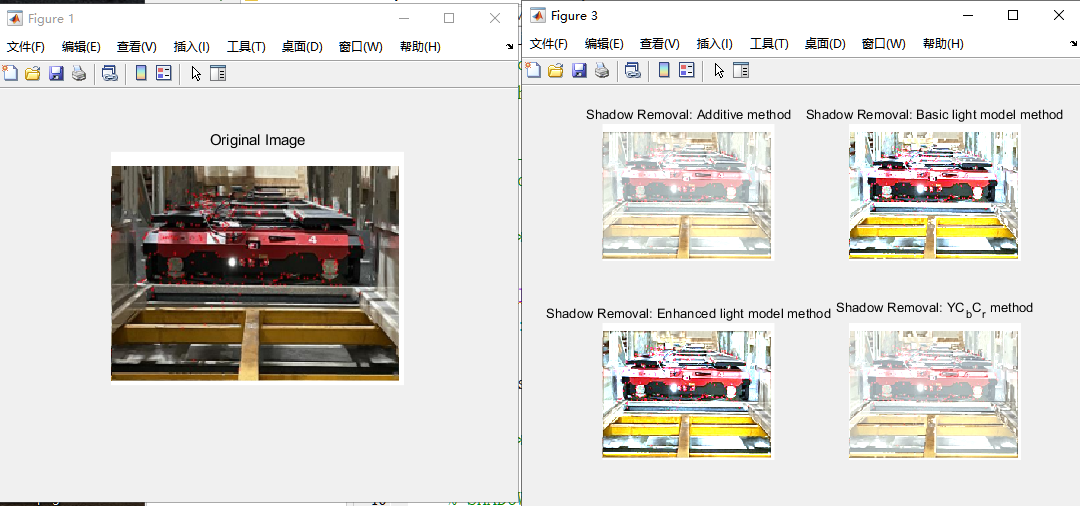 Figure 1
文件(F) 编辑(E) 查看(V) 插入(I) 工具(T) 桌面(D) 窗口(W) 帮助(H)
Original Image
4
Figure 3
文件(F) 编辑(E) 查看(V) 插入(I) 工具(T) 桌面(D) 窗口(W) 帮助(H)
Shadow Removal: Additive method
Shadow Removal: Basic light model method
Shadow Removal: Enhanced light model method
Shadow Removal: YCbCr method